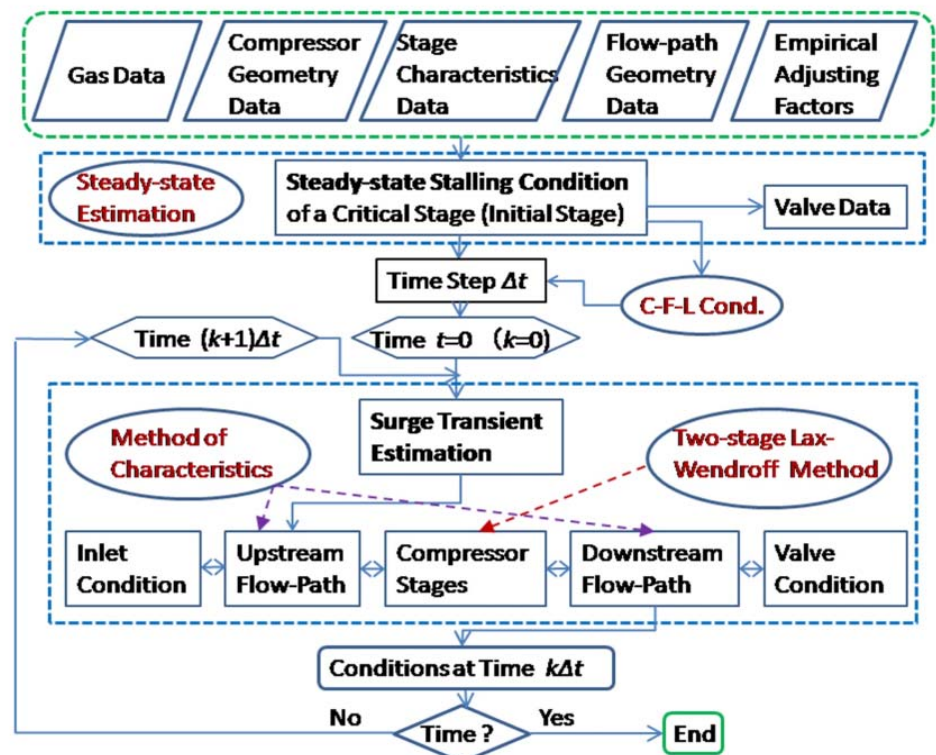 Gas Data
Compressor
Geometry
Data
Stage
Characteristics
Data
Flow-path
Geometry
Data
Empirical
Adjusting
Factors
Steady-state
Estimation
Steady-state Stalling Condition
of a Critical Stage (Initial Stage)
Valve Data
Time Step Δt
C-F-L Cond.
Time (k+1)Δt
Time t=0 (k=0)
Surge Transient
Estimation
Method of
Characteristics
Two-stage Lax-
Wendroff Method
Inlet
Condition
Upstream
Flow-Path
Compressor
Stages
Downstream
Flow-Path
Valve
Condition
Conditions at Time kΔt
No
Time ?
Yes
End